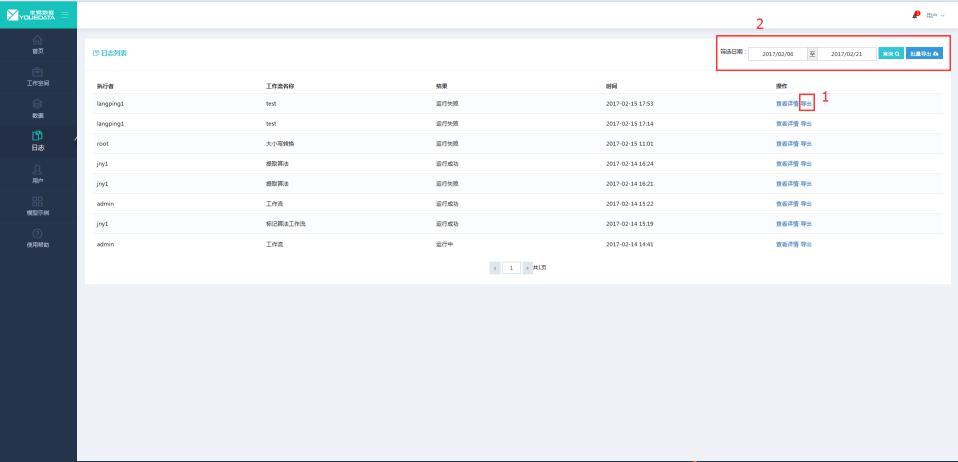 YOUEDATA
用户
2
首页
工作空间
数据
日志
用户
模型示例
使用帮助
日志列表
筛选日期： 2017/02/06 至 2017/02/21 查询 批量导出
执行者 工作流名称 结果 时间 操作
langping1 test 运行失败 2017-02-15 17:53 查看详情 导出 1
langping1 test 运行失败 2017-02-15 17:14 查看详情 导出
root 大小写转换 运行失败 2017-02-15 11:01 查看详情 导出
jny1 提取算法 运行成功 2017-02-14 16:24 查看详情 导出
jny1 提取算法 运行失败 2017-02-14 16:21 查看详情 导出
admin 工作流 运行成功 2017-02-14 15:22 查看详情 导出
jny1 标记算法工作流 运行成功 2017-02-14 15:19 查看详情 导出
admin 工作流 运行中 2017-02-14 14:41 查看详情 导出
1 共1页